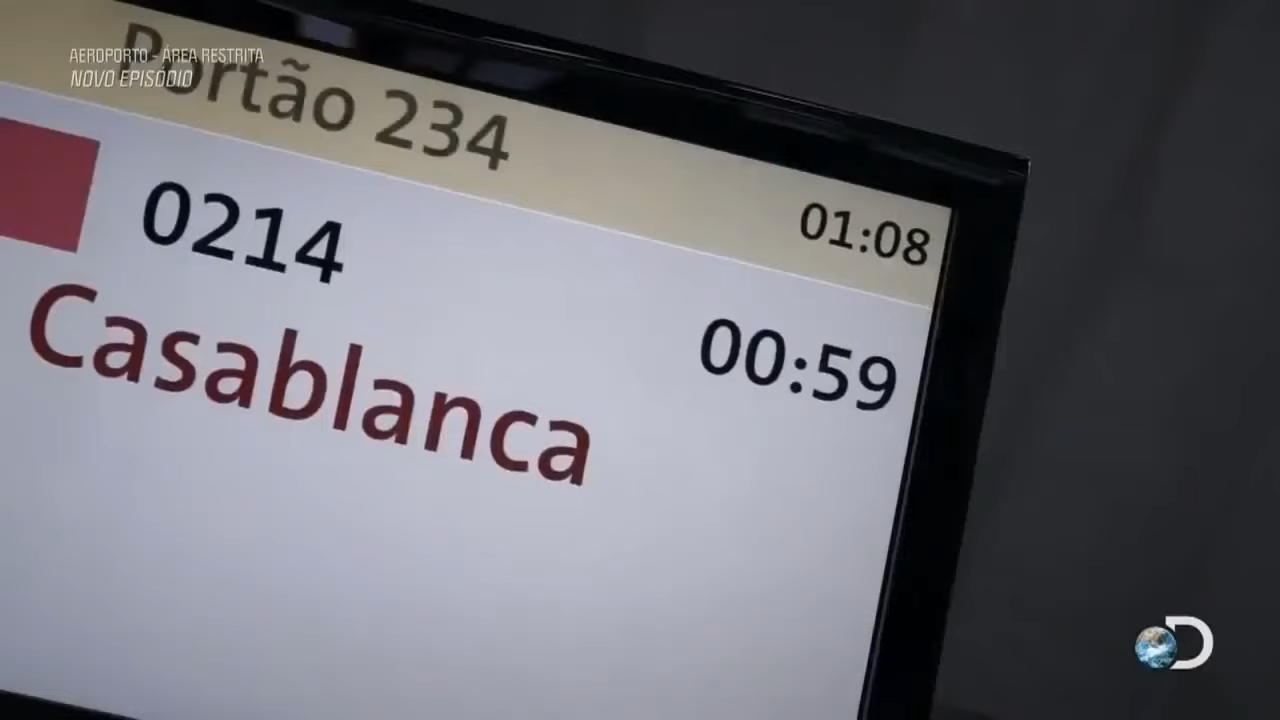 AEROPORTO - ÁREA RESTRITA
NOVO EPISÓDIO
Portão 234
01:08
0214
00:59
Casablanca